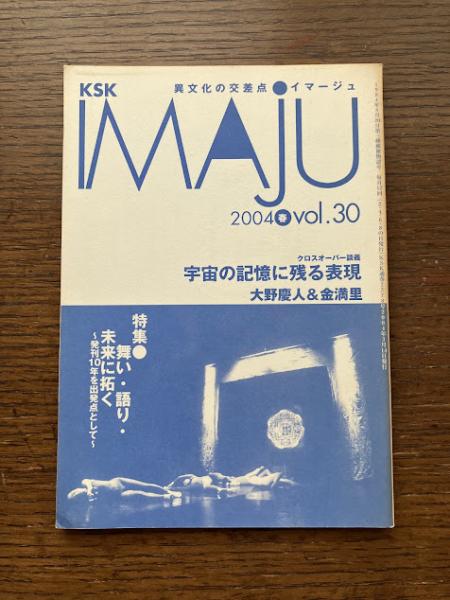 KSK
異文化の交差点●イマージュ
IMAJU
2004春vol.30
クロスオーバー談義
宇宙の記憶に残る表現
大野慶人&金満里
特集●
舞い・語り・
未来に拓く
~発刊10年を出発点として~